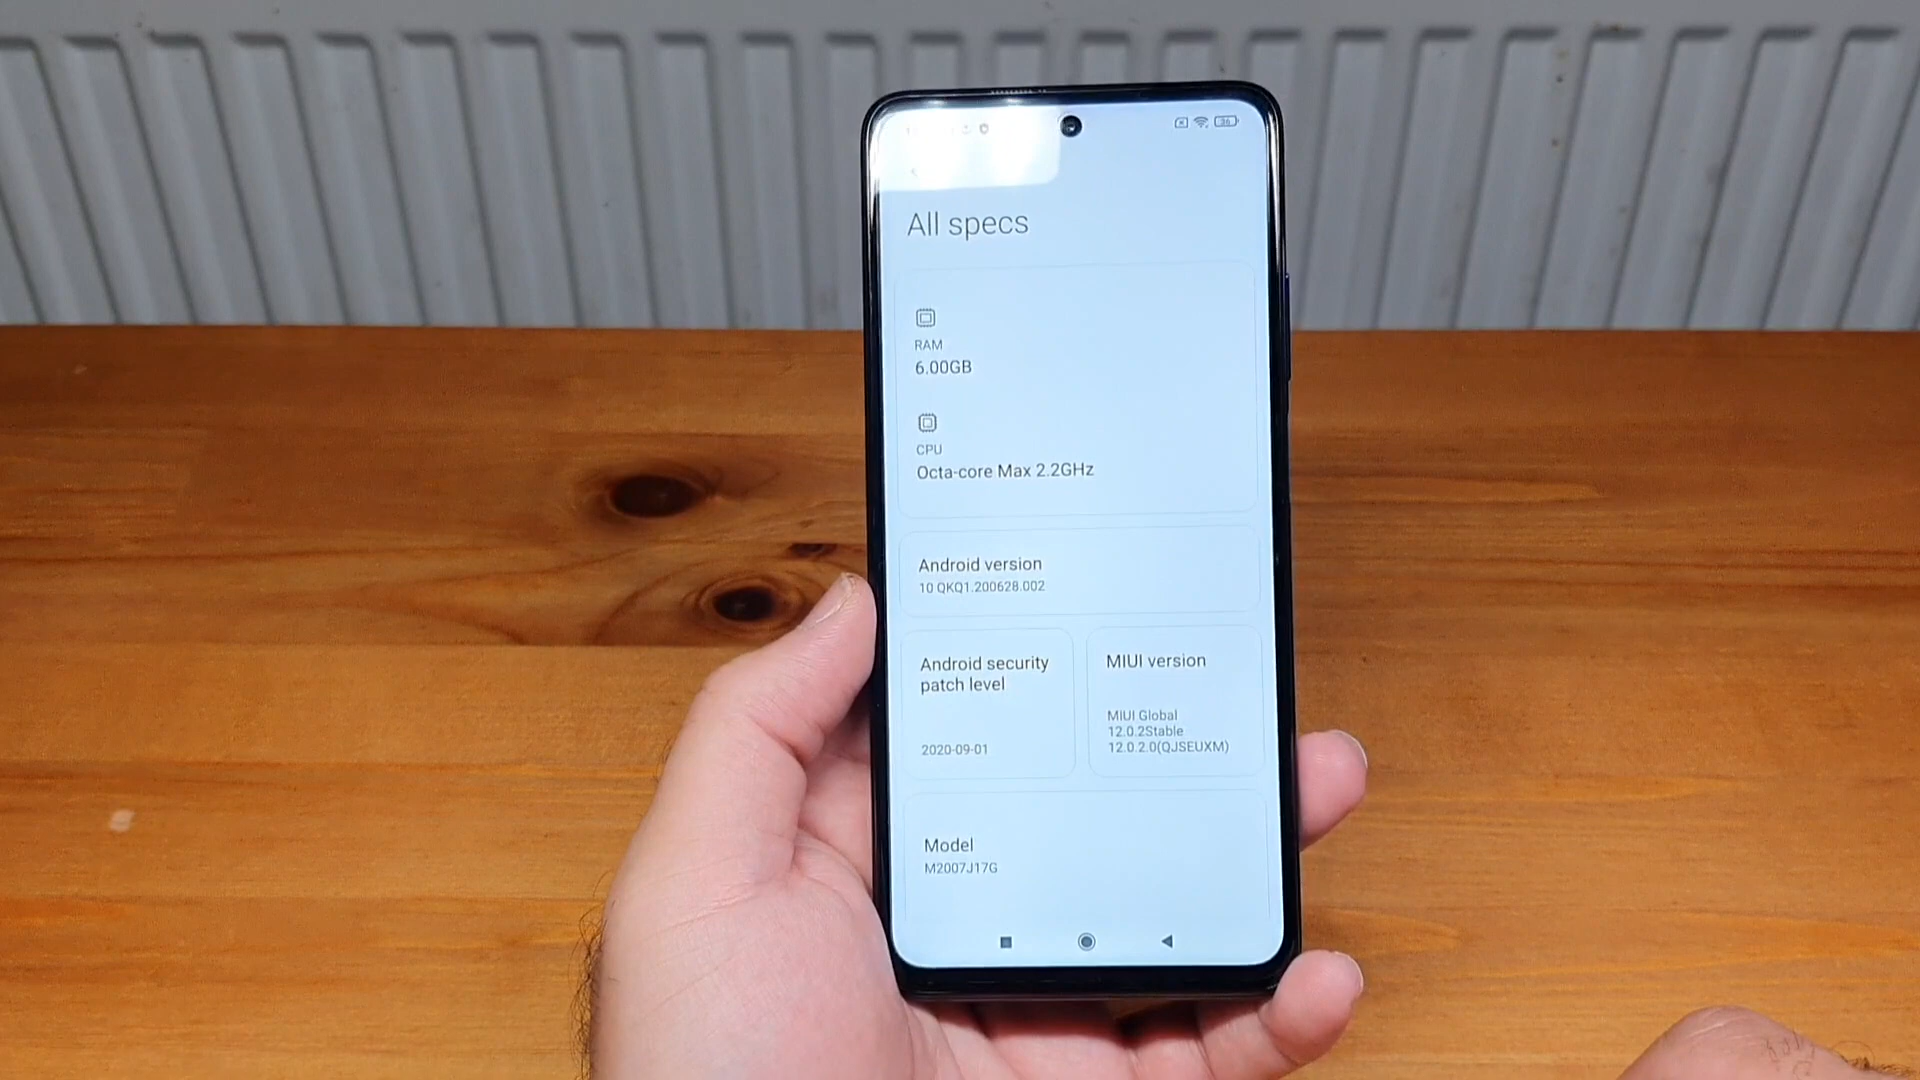 36
All specs
RAM
6.00GB
CPU
Octa-core Max 2.2GHz
Android version
10 QKQ1.200628.002
Android security
patch level
2020-09-01
MIUI version
MIUI Global
12.0.2Stable
12.0.2.0(QJSEUXM)
Model
M2007J17G